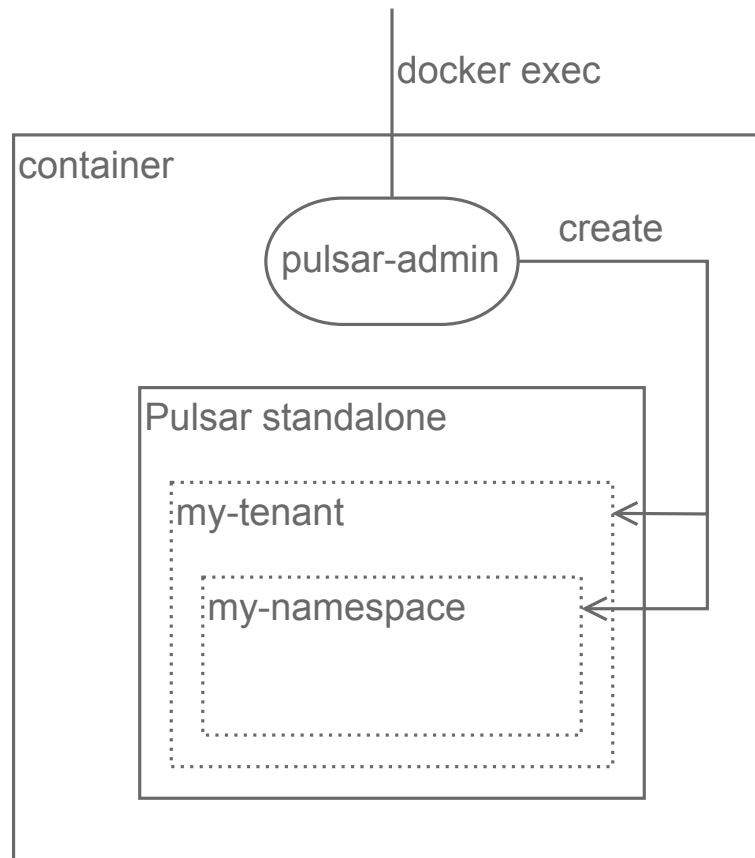 docker exec
container
pulsar-admin
create
Pulsar standalone
my-tenant
my-namespace